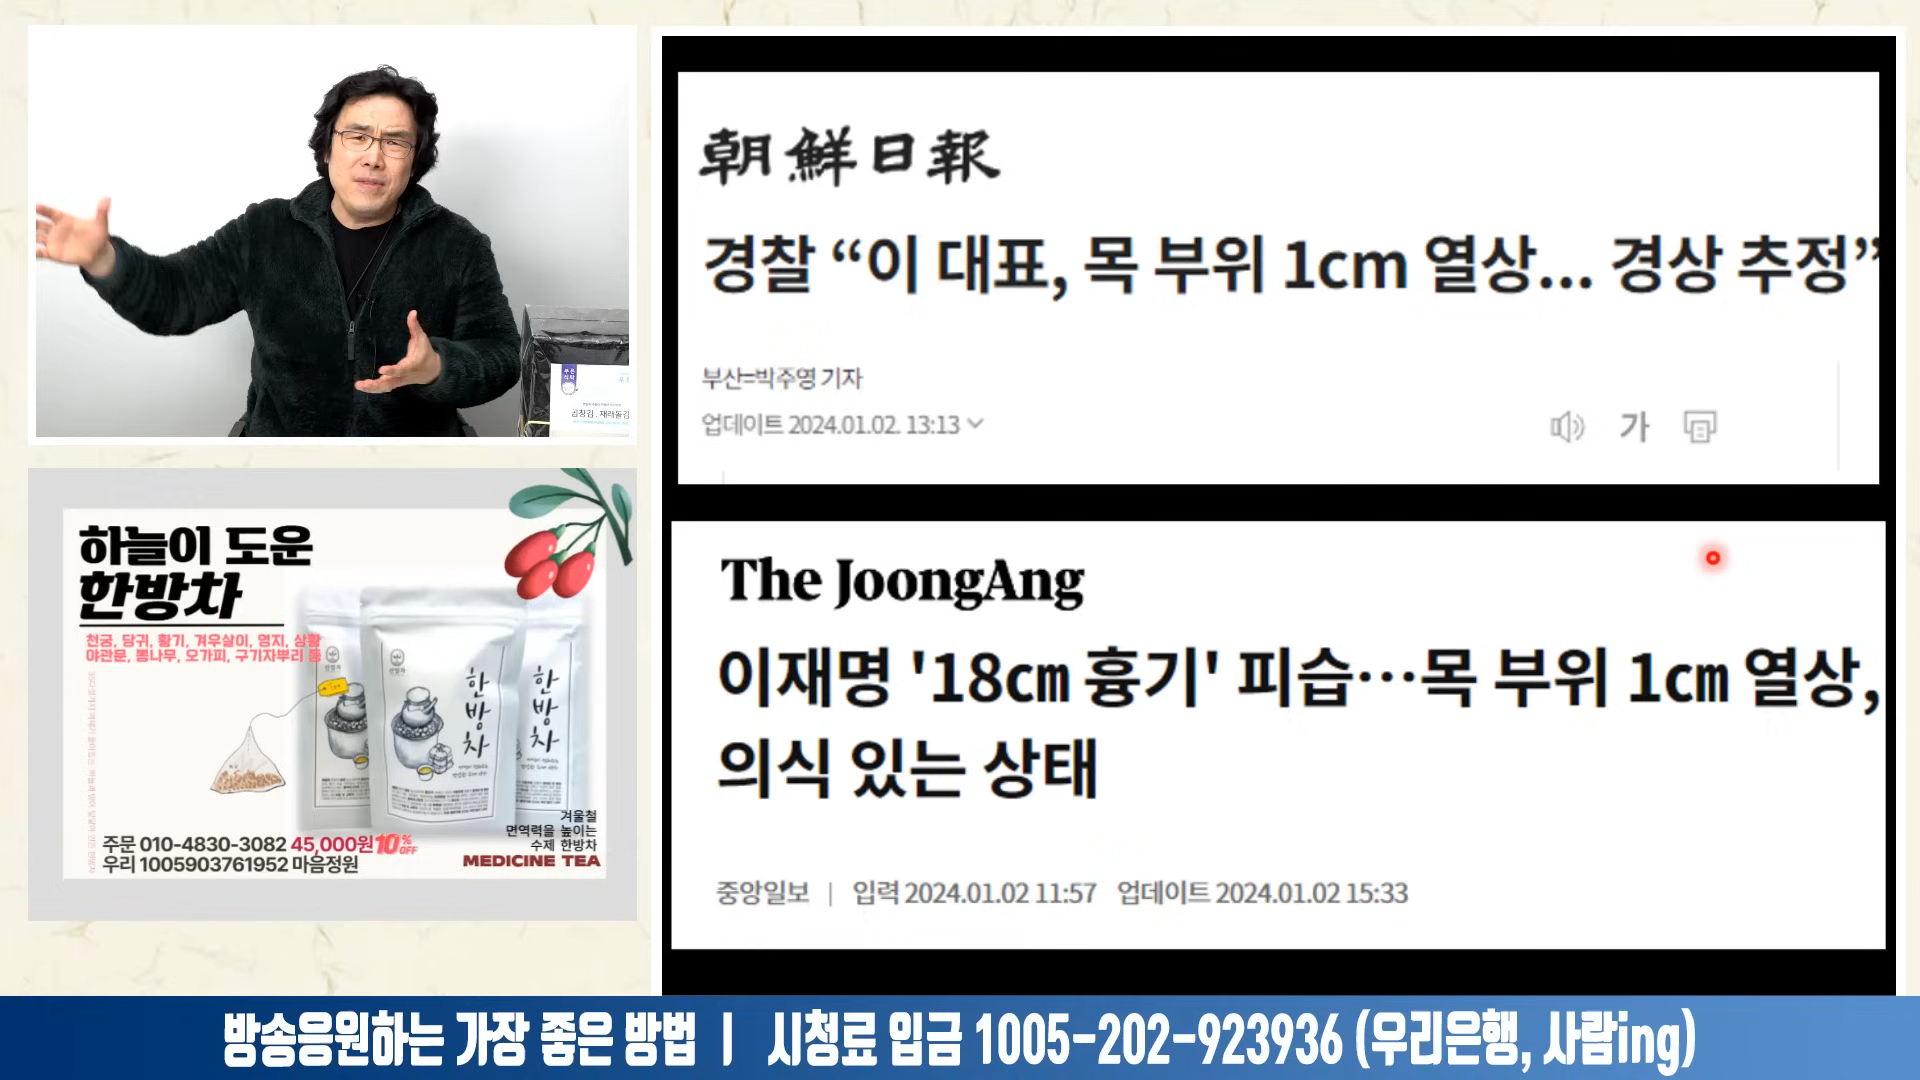 朝鮮日報
경찰 “이 대표, 목 부위 1cm 열상... 경상 추정”
부산=박주영 기자
업데이트 2024.01.02. 13:13
가
The JoongAng
이재명 '18㎝ 흉기' 피습…목 부위 1㎝ 열상,
의식 있는 상태
중앙일보 | 입력 2024.01.02 11:57 업데이트 2024.01.02 15:33
곱창김 . 재래돌김
하늘이 도운
한방차
천궁, 당귀, 황기, 겨우살이, 영지, 상황
야관문, 뽕나무, 오가피, 구기자뿌리 등
한방차
한방차
겨울철
면역력을 높이는
수제 한방차
MEDICINE TEA
주문 010-4830-3082 45,000원 10% OFF
우리 1005903761952 마음정원
방송응원하는 가장 좋은 방법 | 시청료 입금 1005-202-923936 (우리은행, 사람ing)